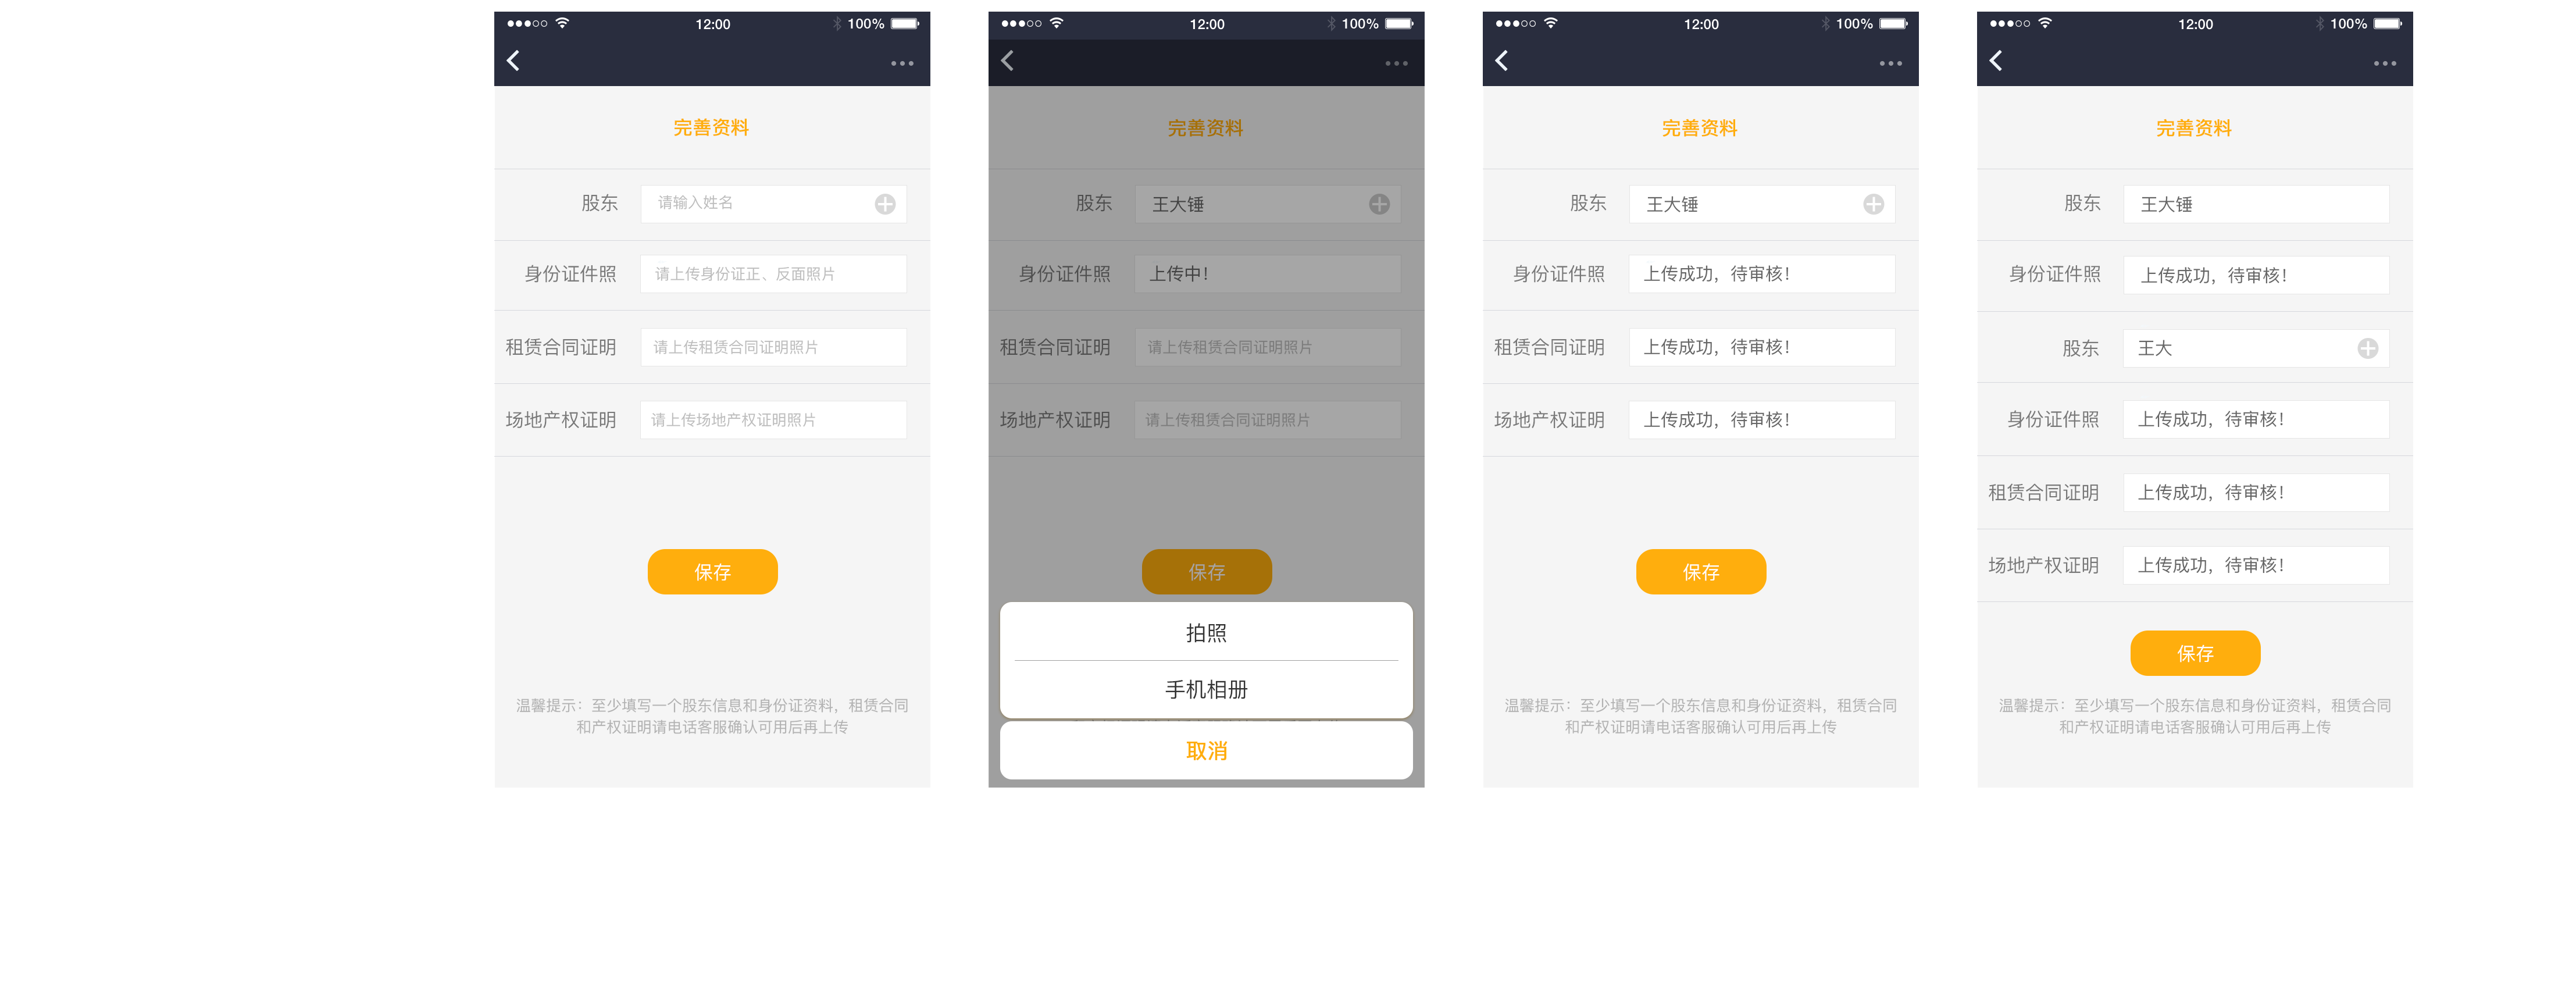 12:00
100%
完善资料
股东
请输入姓名
身份证件照
请上传身份证正、反面照片
租赁合同证明
请上传租赁合同证明照片
场地产权证明
请上传场地产权证明照片
保存
温馨提示：至少填写一个股东信息和身份证资料，租赁合同
和产权证明请电话客服确认可用后再上传
12:00
100%
完善资料
股东
王大锤
身份证件照
上传中！
租赁合同证明
请上传租赁合同证明照片
场地产权证明
请上传租赁合同证明照片
保存
拍照
手机相册
取消
12:00
100%
完善资料
股东
王大锤
身份证件照
上传成功，待审核！
租赁合同证明
上传成功，待审核！
场地产权证明
上传成功，待审核！
保存
温馨提示：至少填写一个股东信息和身份证资料，租赁合同
和产权证明请电话客服确认可用后再上传
12:00
100%
完善资料
股东
王大锤
身份证件照
上传成功，待审核！
股东
王大
身份证件照
上传成功，待审核！
租赁合同证明
上传成功，待审核！
场地产权证明
上传成功，待审核！
保存
温馨提示：至少填写一个股东信息和身份证资料，租赁合同
和产权证明请电话客服确认可用后再上传